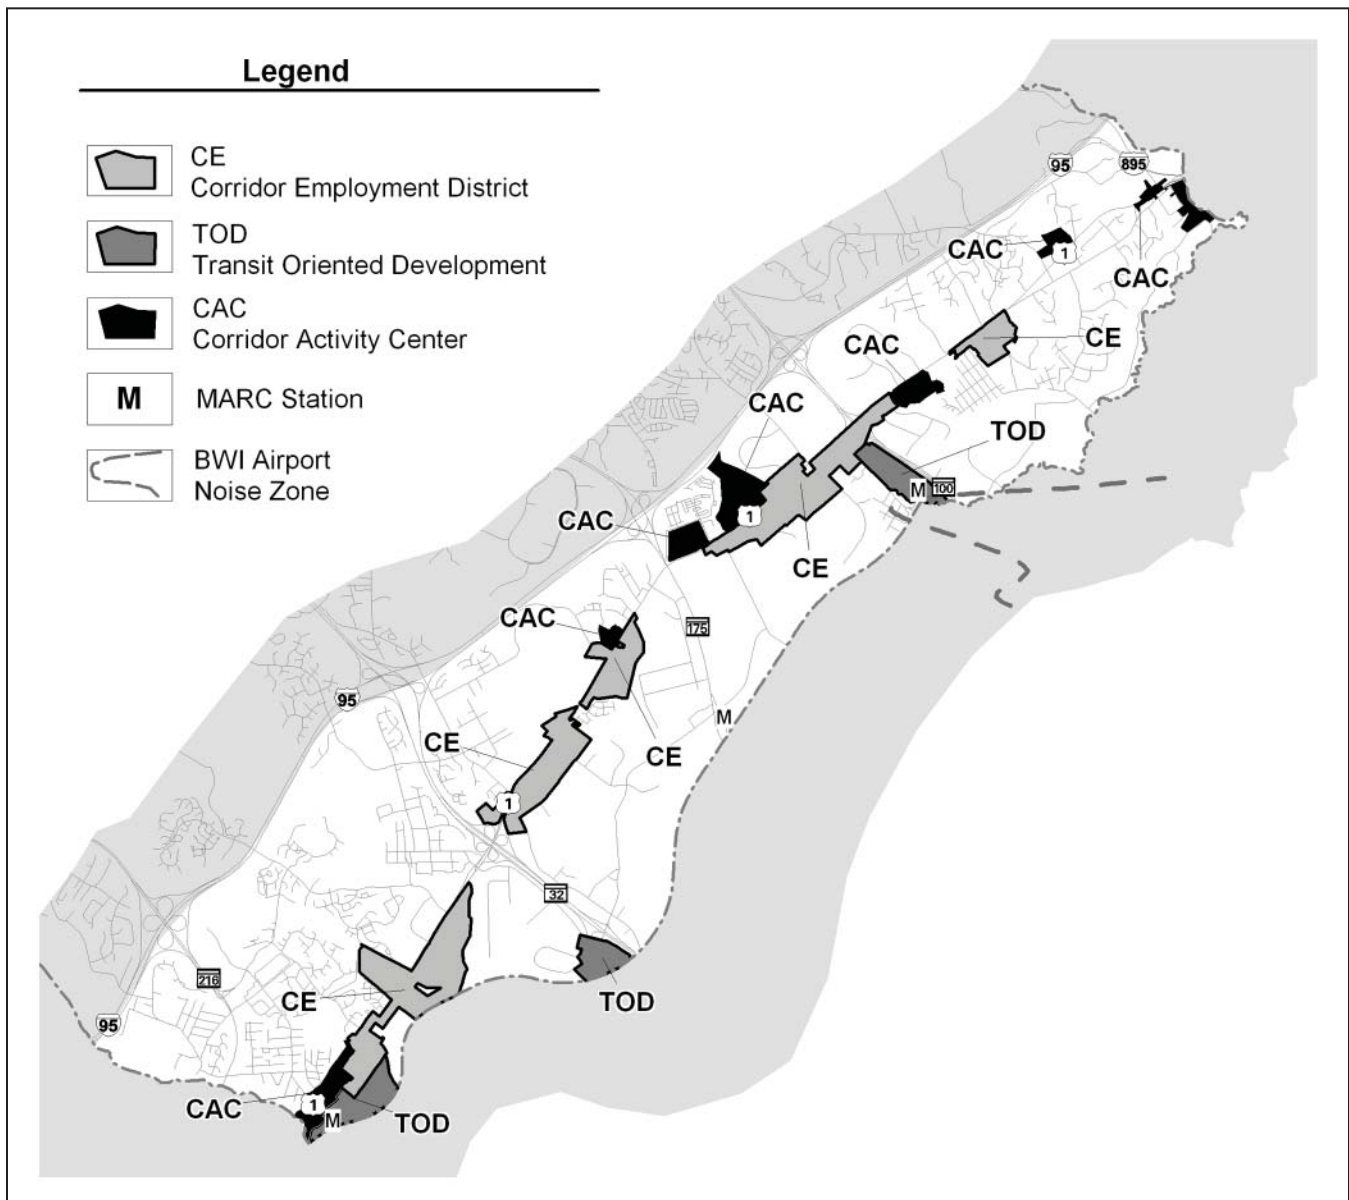 Legend
CE
Corridor Employment District
TOD
Transit Oriented Development
CAC
Corridor Activity Center
M
MARC Station
BWI Airport
Noise Zone
95
895
CAC
1
CAC
CE
CAC
CAC
TOD
M
100
1
CAC
CE
CAC
175
95
M
CE
CE
1
32
216
CE
TOD
95
CAC
1
M
TOD